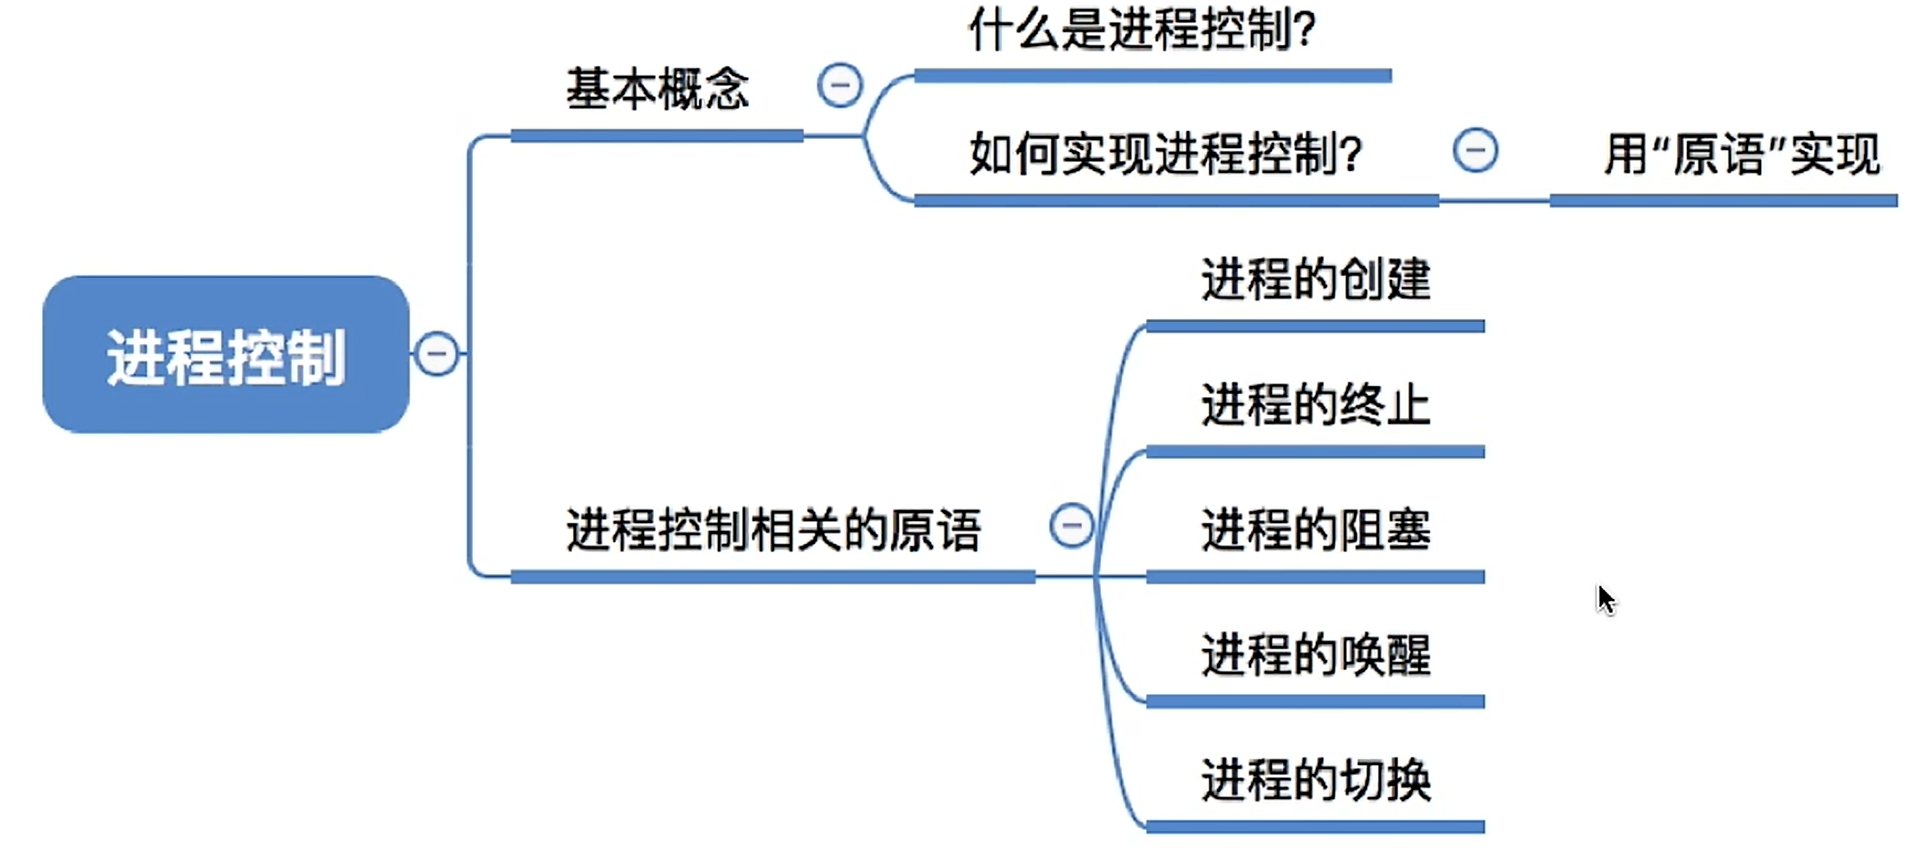 进程控制
基本概念
什么是进程控制?
如何实现进程控制?
用“原语”实现
进程控制相关的原语
进程的创建
进程的终止
进程的阻塞
进程的唤醒
进程的切换